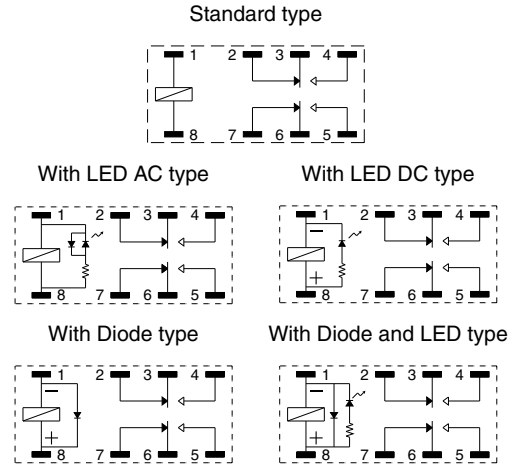 Standard type
1 2 3 4
8 7 6 5
With LED AC type
1 2 3 4
8 7 6 5
With LED DC type
1 2 3 4
−
+
8 7 6 5
With Diode type
1 2 3 4
−
+
8 7 6 5
With Diode and LED type
1 2 3 4
−
+
8 7 6 5